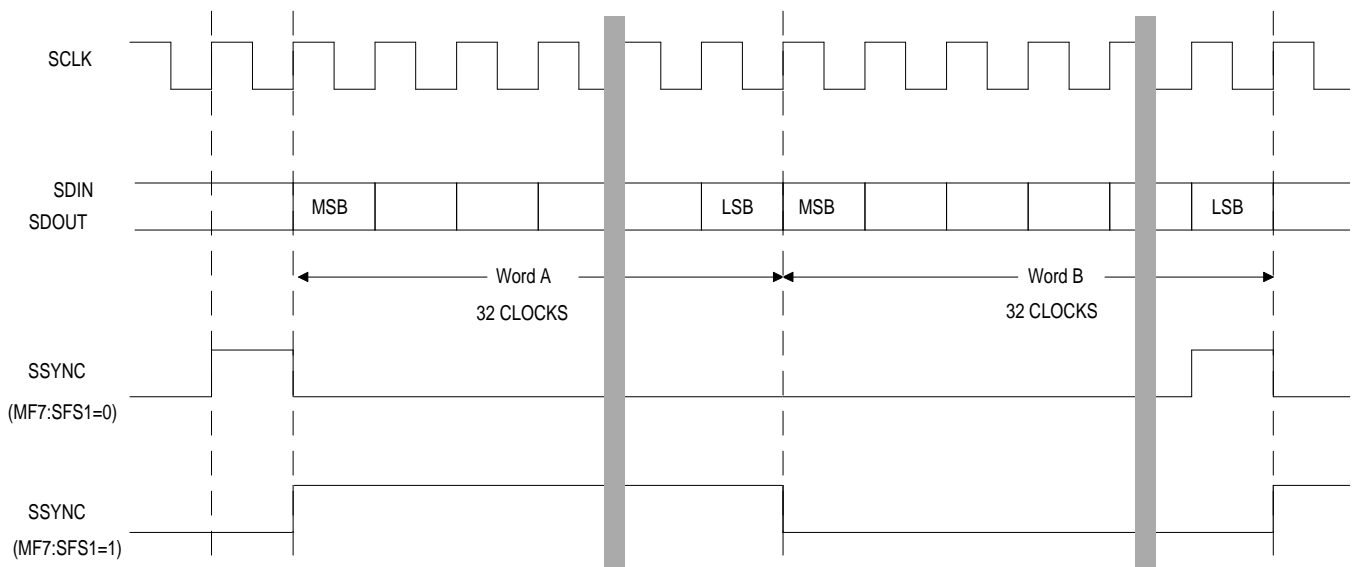 SCLK
SDIN
SDOUT
MSB
LSB
MSB
LSB
Word A
32 CLOCKS
Word B
32 CLOCKS
SSYNC
(MF7:SFS1=0)
SSYNC
(MF7:SFS1=1)